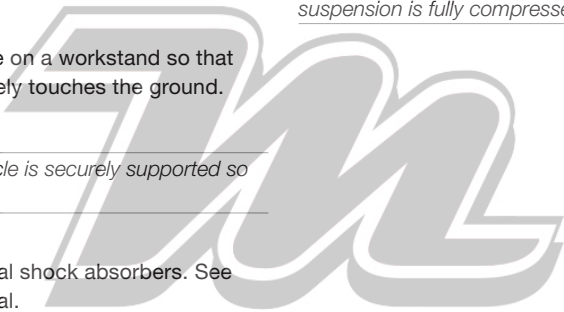 suspension is fully compresse
e on a workstand so that
ely touches the ground.
cle is securely supported so
al shock absorbers. See
al.